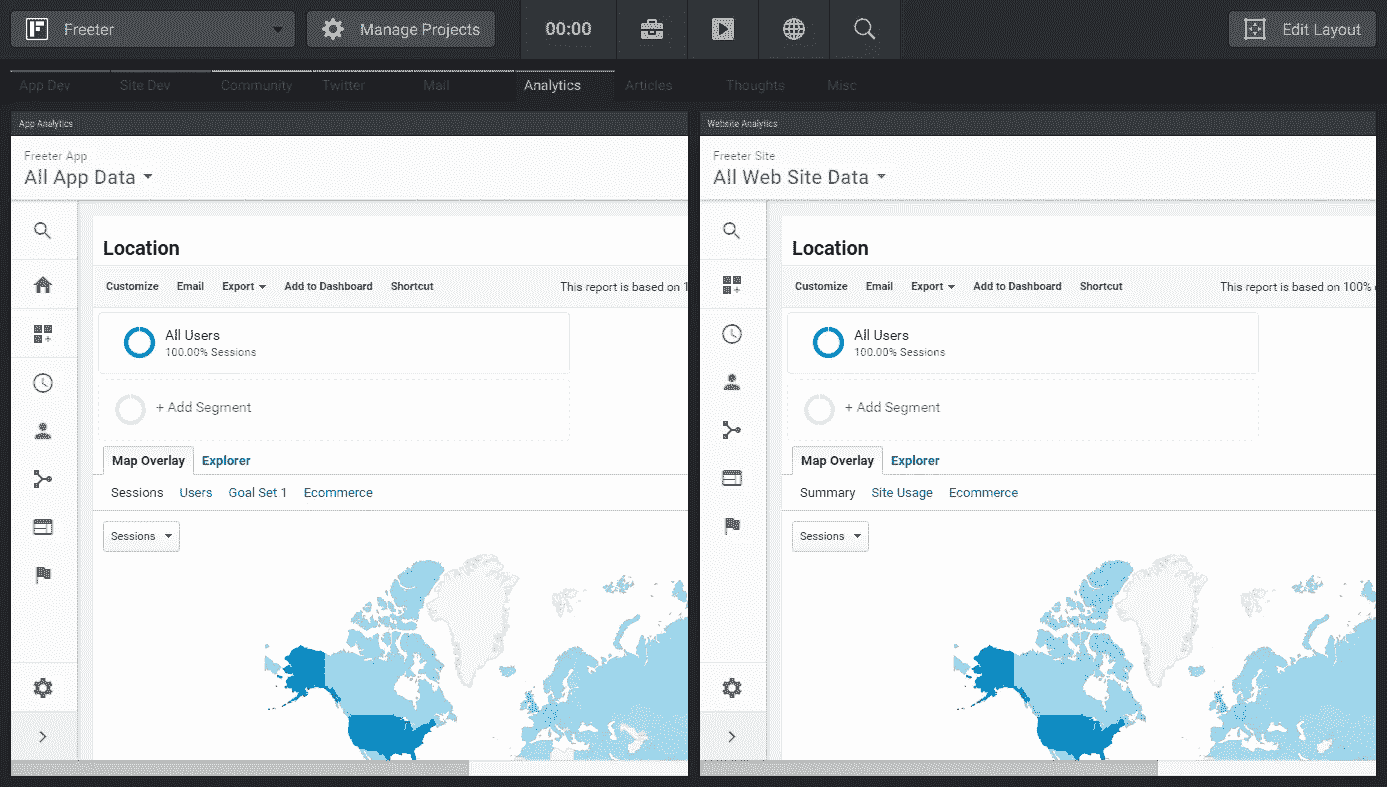 Freeter Manage Projects 00:00 Edit Layout
App Dev Site Dev Community Twitter Mail Analytics Articles Thoughts Misc
App Analytics
Freeter App
All App Data
Location
Customize Email Export Add to Dashboard Shortcut This report is based on 1
All Users
100.00% Sessions
+ Add Segment
Map Overlay Explorer
Sessions Users Goal Set 1 Ecommerce
Sessions
Website Analytics
Freeter Site
All Web Site Data
Location
Customize Email Export Add to Dashboard Shortcut This report is based on 100%
All Users
100.00% Sessions
+ Add Segment
Map Overlay Explorer
Summary Site Usage Ecommerce
Sessions